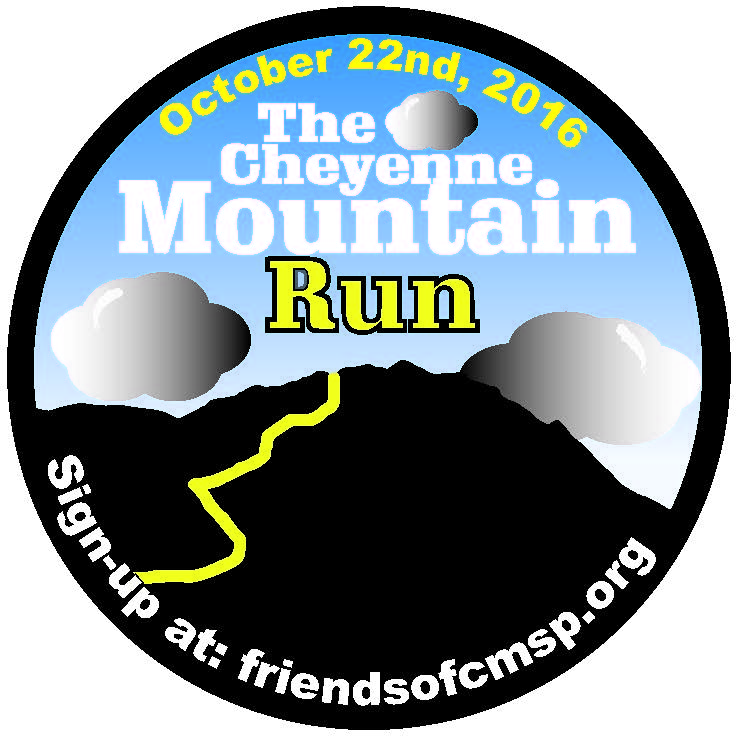 October 22nd, 2016
The
Cheyenne
Mountain
Run
Sign-up at: friendsofcmsp.org